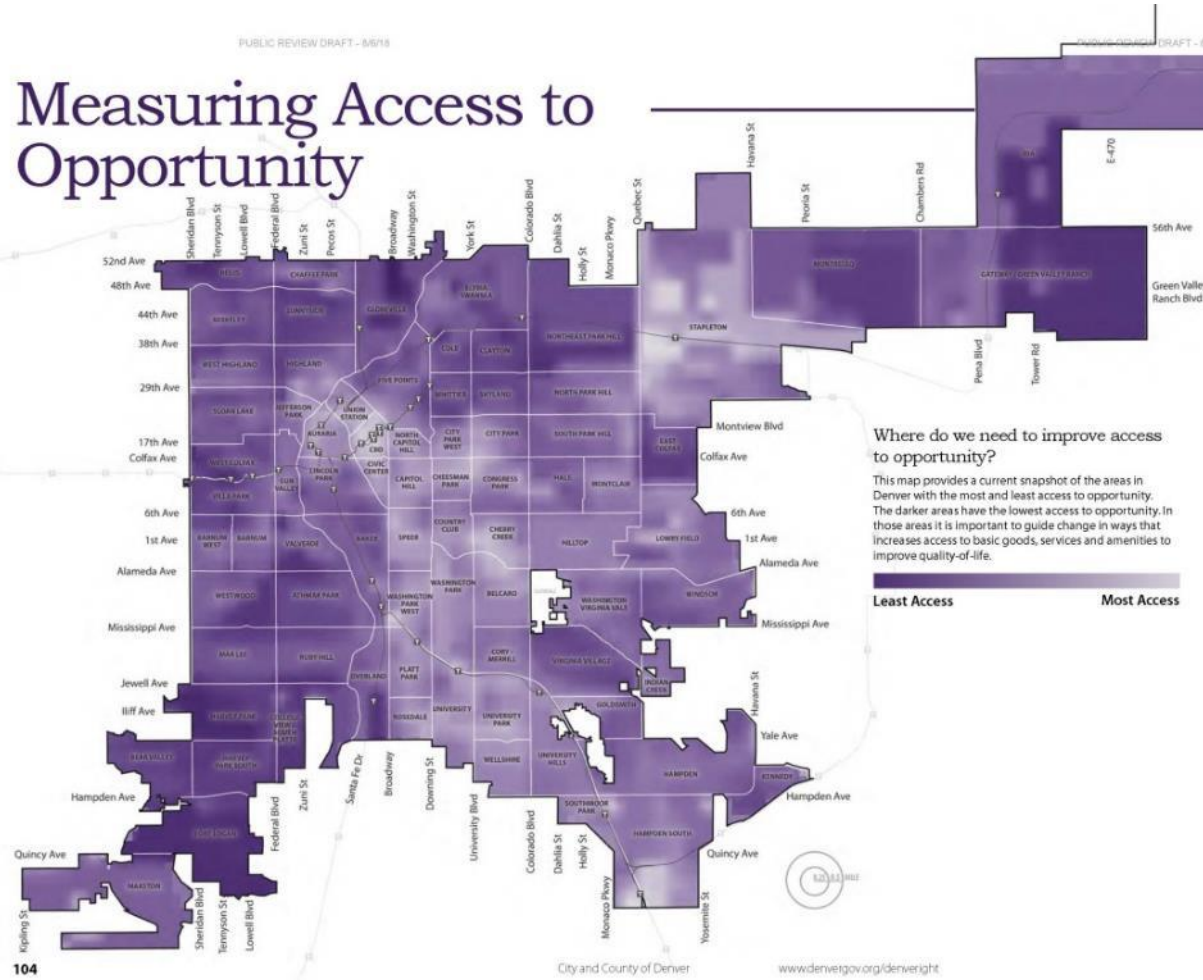 PUBLIC REVIEW DRAFT - 8/6/18
PUBLIC REVIEW DRAFT - 8
Measuring Access to
Opportunity
Sheridan Blvd
Tennyson St
Lowell Blvd
Federal Blvd
Zuni St
Pecos St
Broadway
Washington St
York St
Colorado Blvd
Dahlia St
Holly St
Monaco Pkwy
Quebec St
Havana St
Peoria St
Chambers Rd
E-470
56th Ave
Green Valle
Ranch Blvd
Pena Blvd
Tower Rd
52nd Ave
48th Ave
44th Ave
38th Ave
29th Ave
17th Ave
Colfax Ave
6th Ave
1st Ave
Alameda Ave
Mississippi Ave
Jewell Ave
Iliff Ave
Hampden Ave
Quincy Ave
DIA
REGIS
CHAFFEE PARK
BERKELEY
SUNNYSIDE
GLOBEVILLE
ELYRIA
SWANSEA
WEST HIGHLAND
HIGHLAND
COLE
CLAYTON
NORTHEAST PARK HILL
STAPLETON
MONTBELLO
GATEWAY / GREEN VALLEY RANCH
FIVE POINTS
WHITTIER
SKYLAND
NORTH PARK HILL
SLOAN LAKE
JEFFERSON
PARK
UNION
STATION
AURARIA
CBD
NORTH
CAPITOL
HILL
CITY
PARK
WEST
CITY PARK
SOUTH PARK HILL
EAST
COLFAX
WEST COLFAX
SUN
VALLEY
LINCOLN
PARK
CIVIC
CENTER
CAPITOL
HILL
CHEESMAN
PARK
CONGRESS
PARK
HALE
MONTCLAIR
VILLA PARK
BARNUM
WEST
BARNUM
VALVERDE
BAKER
SPEER
COUNTRY
CLUB
CHERRY
CREEK
HILLTOP
LOWRY FIELD
WESTWOOD
ATHMAR PARK
WASHINGTON
PARK
WEST
WASHINGTON
PARK
BELCARO
WASHINGTON
VIRGINIA VALE
WINDSOR
MAR LEE
RUBY HILL
OVERLAND
PLATT
PARK
CORY -
MERRILL
VIRGINIA VILLAGE
INDIAN
CREEK
GOLDSMITH
ROSEDALE
UNIVERSITY
UNIVERSITY
PARK
WELLSHIRE
UNIVERSITY
HILLS
HAMPDEN
KENNEDY
SOUTHMOOR
PARK
HAMPDEN SOUTH
HARVEY PARK
HARVEY
PARK SOUTH
BEAR VALLEY
FORT LOGAN
MARSTON
Montview Blvd
Colfax Ave
6th Ave
1st Ave
Alameda Ave
Mississippi Ave
Havana St
Yale Ave
Hampden Ave
Quincy Ave
Where do we need to improve access
to opportunity?
This map provides a current snapshot of the areas in
Denver with the most and least access to opportunity.
The darker areas have the lowest access to opportunity. In
those areas it is important to guide change in ways that
increases access to basic goods, services and amenities to
improve quality-of-life.
Least Access
Most Access
Kipling St
Sheridan Blvd
Tennyson St
Lowell Blvd
Federal Blvd
Zuni St
Santa Fe Dr
Broadway
Downing St
University Blvd
Colorado Blvd
Dahlia St
Holly St
Monaco Pkwy
Yosemite St
104
City and County of Denver
www.denvergov.org/denveright